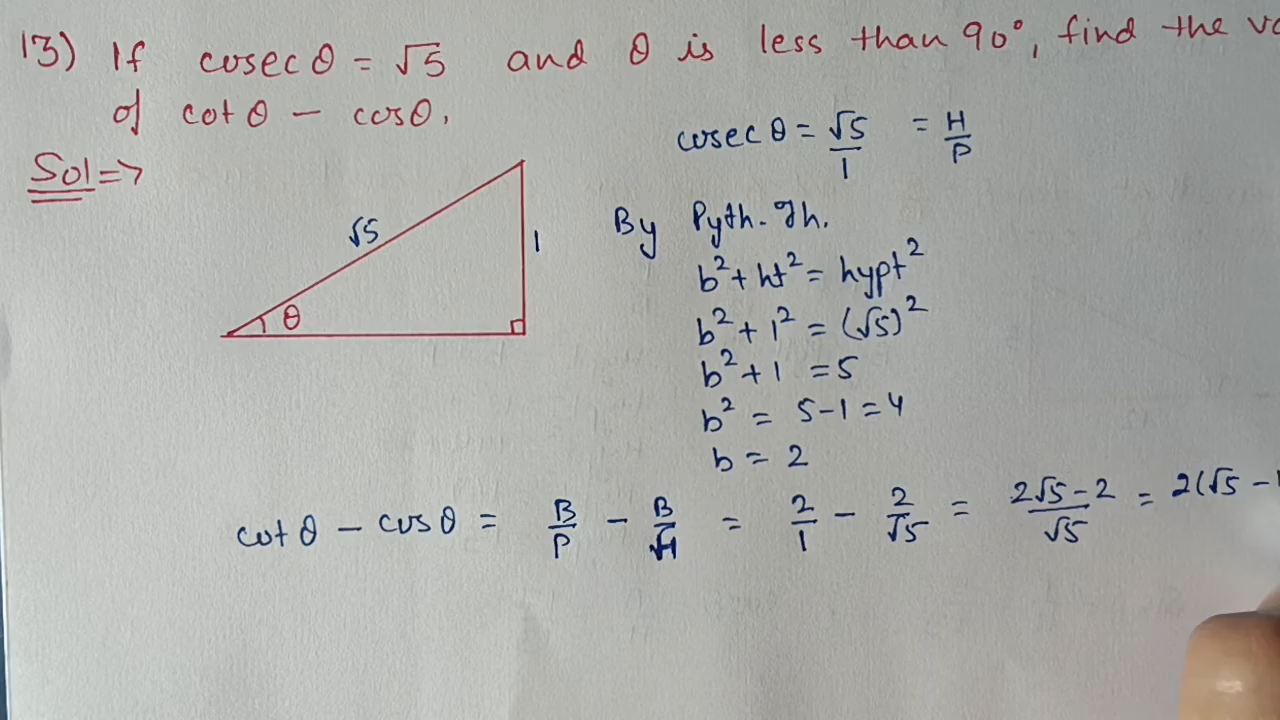 13) If cosec θ = √5 and θ is less than 90°, find the
of cot θ - cos θ.
Sol =>
cosec θ = √5/1 = H/P
√5
1
θ
By Pyth. Th.
b² + ht² = hypt²
b² + 1² = (√5)²
b² + 1 = 5
b² = 5-1 = 4
b = 2
cot θ - cos θ = B/P - B/H = 2/1 - 2/√5 = 2√5-2/√5 = 2(√5 -